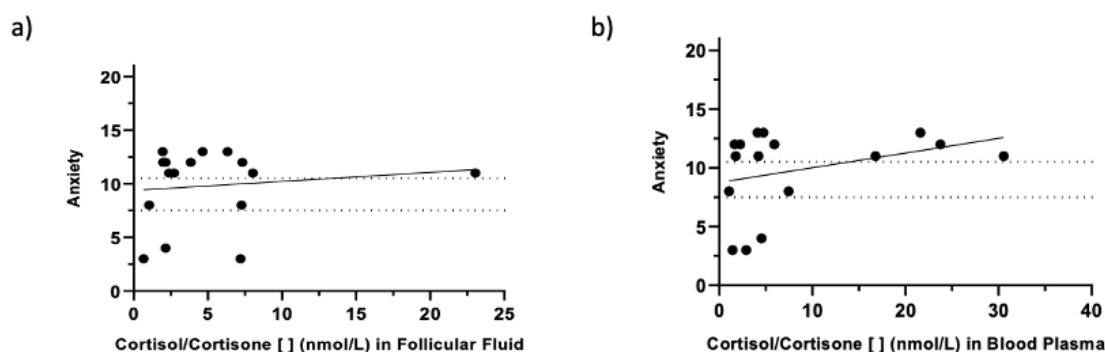 a)
20
15
10
5
0
Anxiety
0 5 10 15 20 25
Cortisol/Cortisone [ ] (nmol/L) in Follicular Fluid
b)
20
15
10
5
0
Anxiety
0 10 20 30 40
Cortisol/Cortisone [ ] (nmol/L) in Blood Plasma